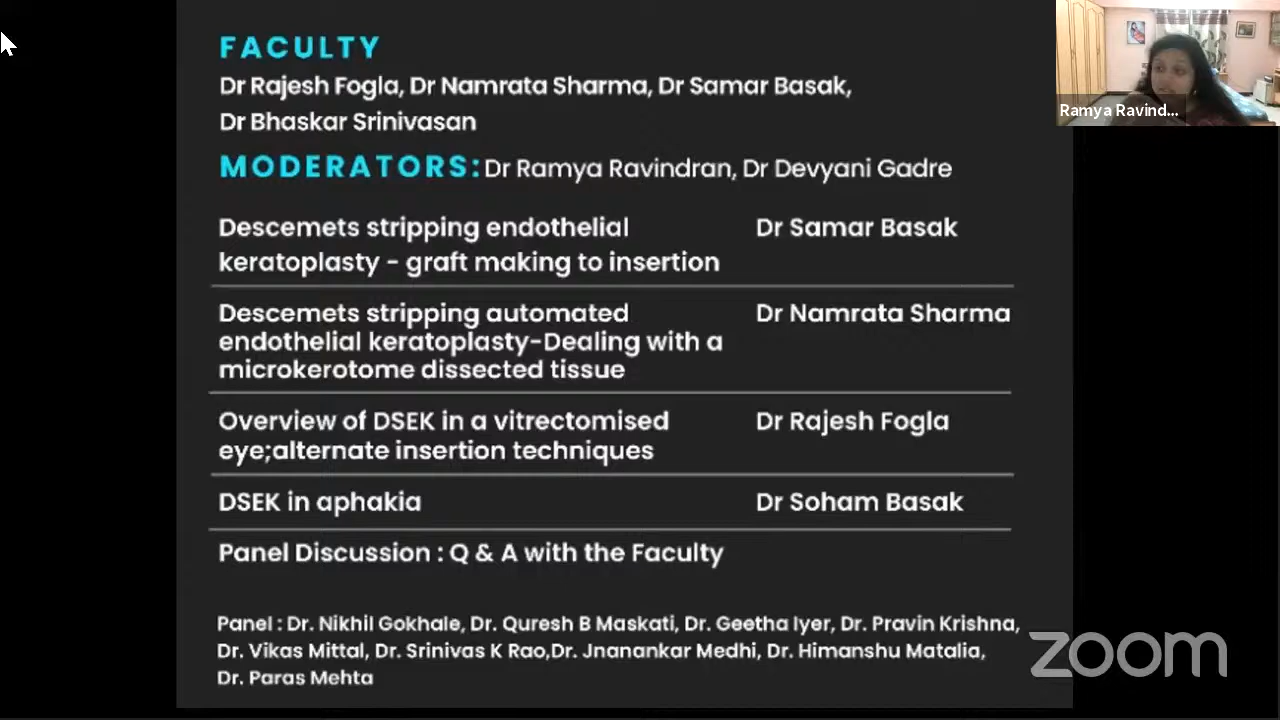 FACULTY
Dr Rajesh Fogla, Dr Namrata Sharma, Dr Samar Basak,
Dr Bhaskar Srinivasan
MODERATORS: Dr Ramya Ravindran, Dr Devyani Gadre
Descemets stripping endothelial
keratoplasty - graft making to insertion
Dr Samar Basak
Descemets stripping automated
endothelial keratoplasty-Dealing with a
microkerotome dissected tissue
Dr Namrata Sharma
Overview of DSEK in a vitrectomised
eye;alternate insertion techniques
Dr Rajesh Fogla
DSEK in aphakia
Dr Soham Basak
Panel Discussion : Q & A with the Faculty
Panel : Dr. Nikhil Gokhale, Dr. Quresh B Maskati, Dr. Geetha Iyer, Dr. Pravin Krishna,
Dr. Vikas Mittal, Dr. Srinivas K Rao,Dr. Jnanankar Medhi, Dr. Himanshu Matalia,
Dr. Paras Mehta
Ramya Ravind...
zoom